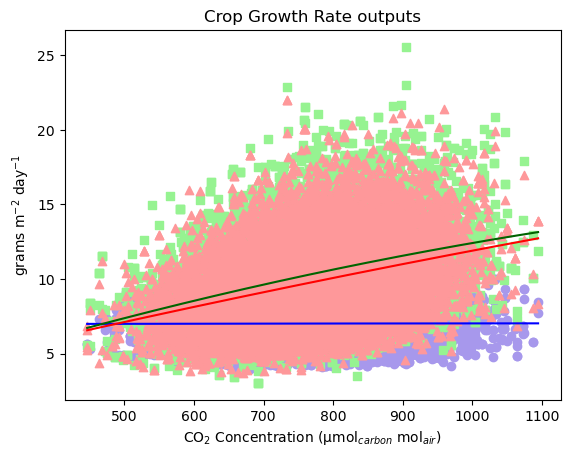 Crop Growth Rate outputs
grams m⁻² day⁻¹
25
20
15
10
5
500 600 700 800 900 1000 1100
CO₂ Concentration (μmol_carbon mol_air)